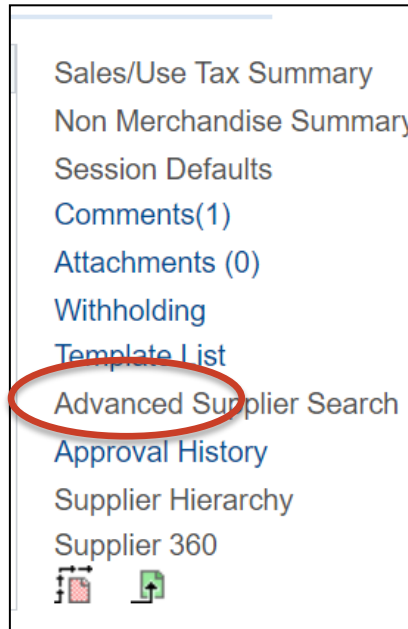 Sales/Use Tax Summary
Non Merchandise Summary
Session Defaults
Comments(1)
Attachments (0)
Withholding
Template List
Advanced Supplier Search
Approval History
Supplier Hierarchy
Supplier 360